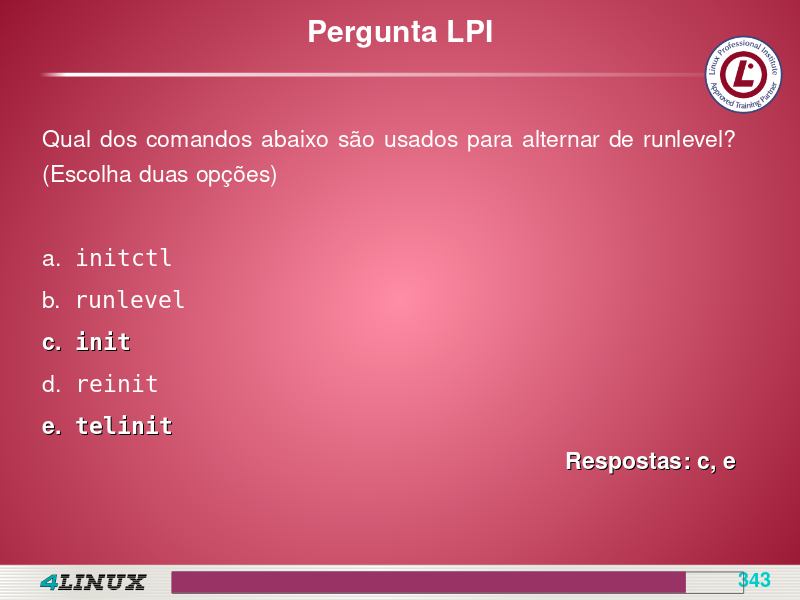 Pergunta LPI
Linux Professional Institute
Approved Training Partner
Qual dos comandos abaixo são usados para alternar de runlevel?
(Escolha duas opções)
a. initctl
b. runlevel
c. init
d. reinit
e. telinit
Respostas: c, e
4LINUX
343